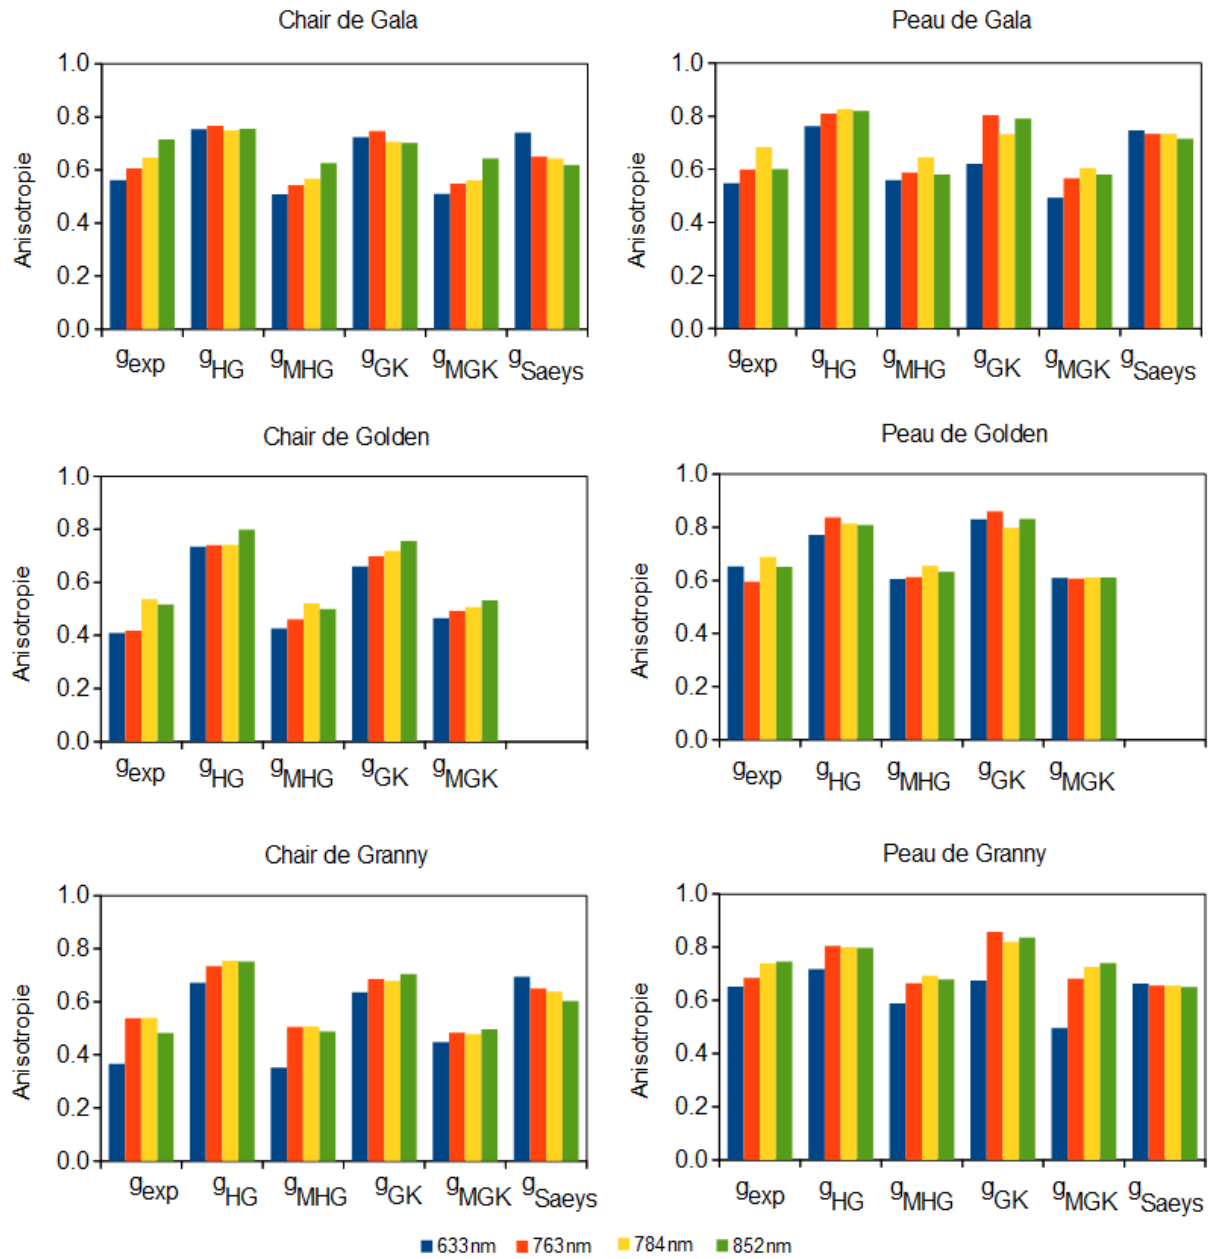 Chair de Gala
Peau de Gala
1.0
0.8
0.6
0.4
0.2
0.0
Anisotropie
gexp gHG gMHG gGK gMGK gSaeys
1.0
0.8
0.6
0.4
0.2
0.0
Anisotropie
gexp gHG gMHG gGK gMGK gSaeys
Chair de Golden
Peau de Golden
1.0
0.8
0.6
0.4
0.2
0.0
Anisotropie
gexp gHG gMHG gGK gMGK
1.0
0.8
0.6
0.4
0.2
0.0
Anisotropie
gexp gHG gMHG gGK gMGK
Chair de Granny
Peau de Granny
1.0
0.8
0.6
0.4
0.2
0.0
Anisotropie
gexp gHG gMHG gGK gMGK gSaeys
1.0
0.8
0.6
0.4
0.2
0.0
Anisotropie
gexp gHG gMHG gGK gMGK gSaeys
633nm 763nm 784nm 852nm